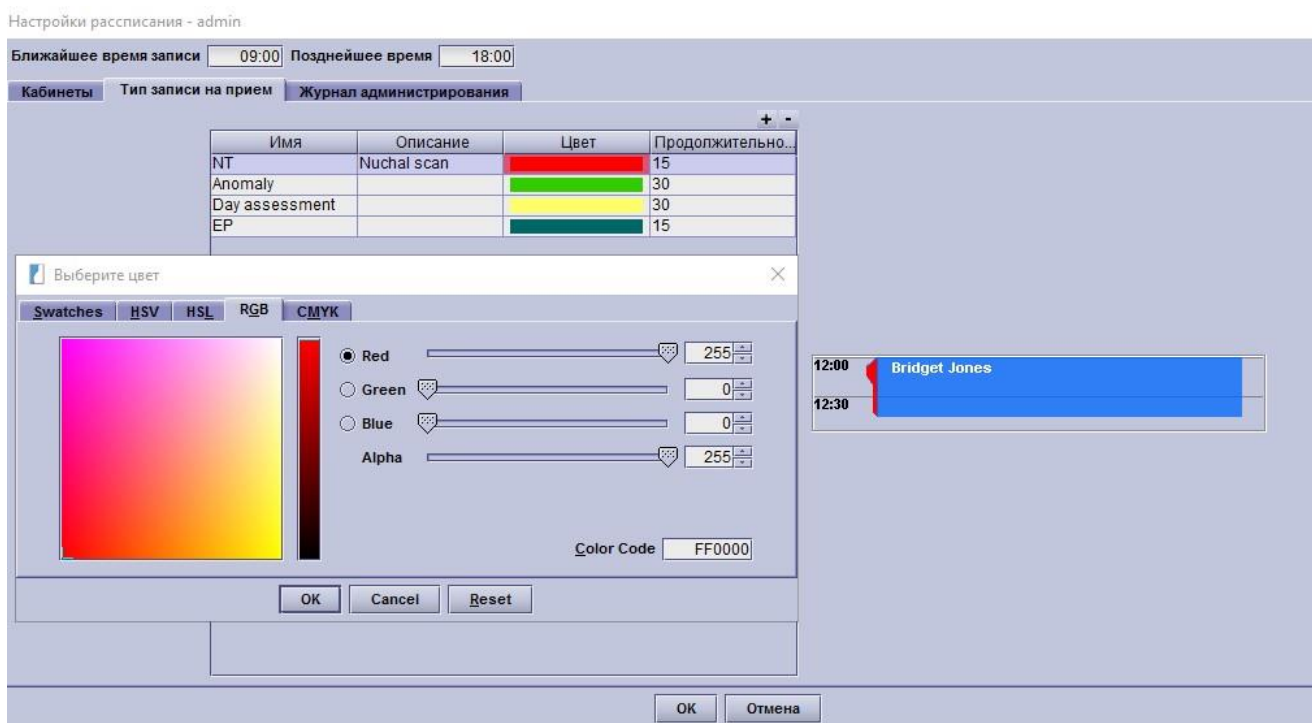 Настройки рассписания - admin
Ближайшее время записи 09:00 Позднейшее время 18:00
Кабинеты Тип записи на прием Журнал администрирования
+ -
Имя Описание Цвет Продолжительно...
NT Nuchal scan 15
Anomaly 30
Day assessment 30
EP 15
Выберите цвет
Swatches HSV HSL RGB CMYK
Red 255
Green 0
Blue 0
Alpha 255
Color Code FF0000
OK Cancel Reset
12:00 Bridget Jones
12:30
OK Отмена